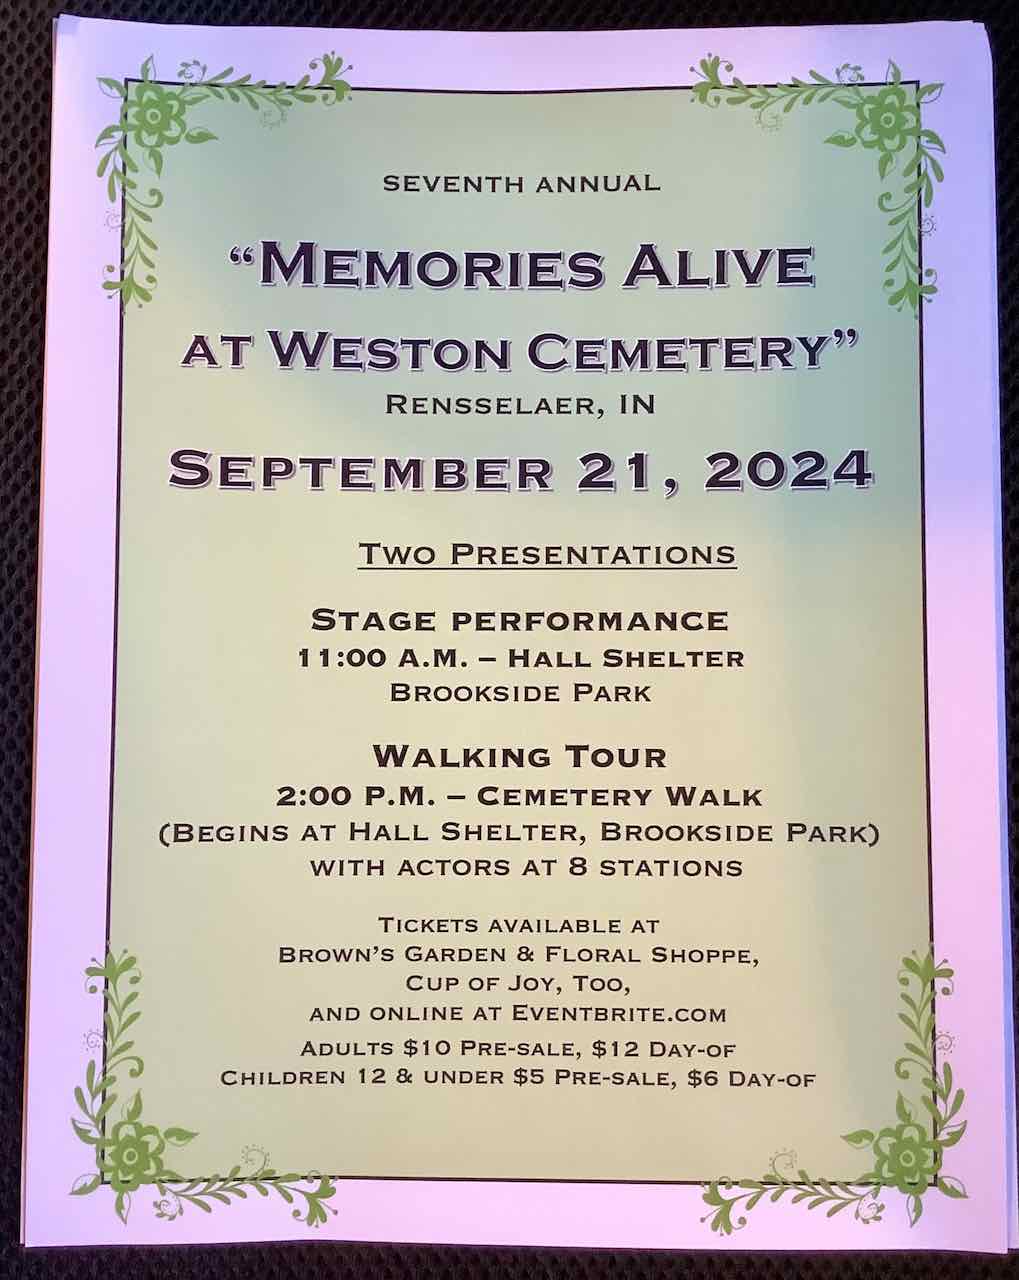 SEVENTH ANNUAL
“MEMORIES ALIVE
AT WESTON CEMETERY”
RENSSELAER, IN
SEPTEMBER 21, 2024
TWO PRESENTATIONS
STAGE PERFORMANCE
11:00 A.M. – HALL SHELTER
BROOKSIDE PARK
WALKING TOUR
2:00 P.M. – CEMETERY WALK
(BEGINS AT HALL SHELTER, BROOKSIDE PARK)
WITH ACTORS AT 8 STATIONS
TICKETS AVAILABLE AT
BROWN’S GARDEN & FLORAL SHOPPE,
CUP OF JOY, TOO,
AND ONLINE AT EVENTBRITE.COM
ADULTS $10 PRE-SALE, $12 DAY-OF
CHILDREN 12 & UNDER $5 PRE-SALE, $6 DAY-OF